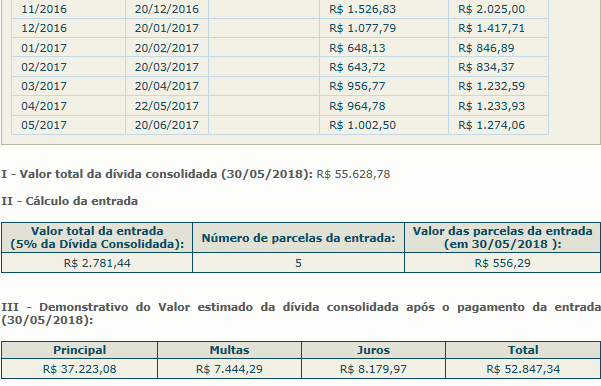 11/2016 20/12/2016 R$ 1.526,83 R$ 2.025,00
12/2016 20/01/2017 R$ 1.077,79 R$ 1.417,71
01/2017 20/02/2017 R$ 648,13 R$ 846,89
02/2017 20/03/2017 R$ 643,72 R$ 834,37
03/2017 20/04/2017 R$ 956,77 R$ 1.232,59
04/2017 22/05/2017 R$ 964,78 R$ 1.233,93
05/2017 20/06/2017 R$ 1.002,50 R$ 1.274,06
I - Valor total da dívida consolidada (30/05/2018): R$ 55.628,78
II - Cálculo da entrada
Valor total da entrada
(5% da Dívida Consolidada):
Número de parcelas da entrada:
Valor das parcelas da entrada
(em 30/05/2018 ):
R$ 2.781,44 5 R$ 556,29
III - Demonstrativo do Valor estimado da dívida consolidada após o pagamento da entrada
(30/05/2018):
Principal Multas Juros Total
R$ 37.223,08 R$ 7.444,29 R$ 8.179,97 R$ 52.847,34